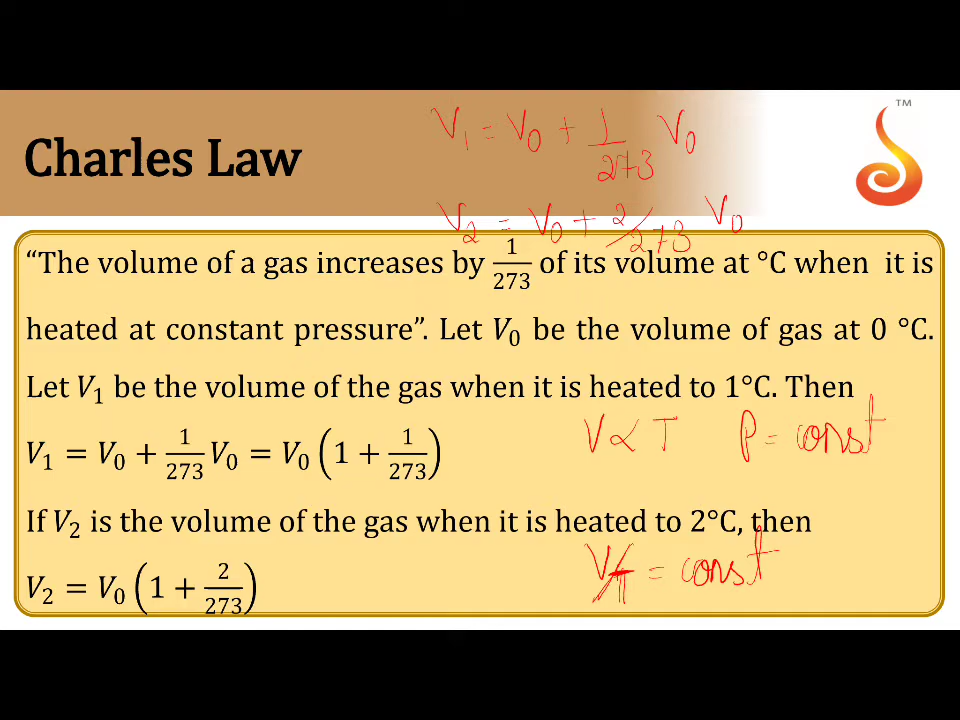 V₁ = V₀ + 1/273 V₀
TM
Charles Law
V₂ = V₀ + 2/273 V₀
“The volume of a gas increases by 1/273 of its volume at °C when it is
heated at constant pressure”. Let V₀ be the volume of gas at 0 °C.
Let V₁ be the volume of the gas when it is heated to 1°C. Then
V ∝ T P = const
V₁ = V₀ + 1/273 V₀ = V₀ (1 + 1/273)
If V₂ is the volume of the gas when it is heated to 2°C, then
V/T = const
V₂ = V₀ (1 + 2/273)